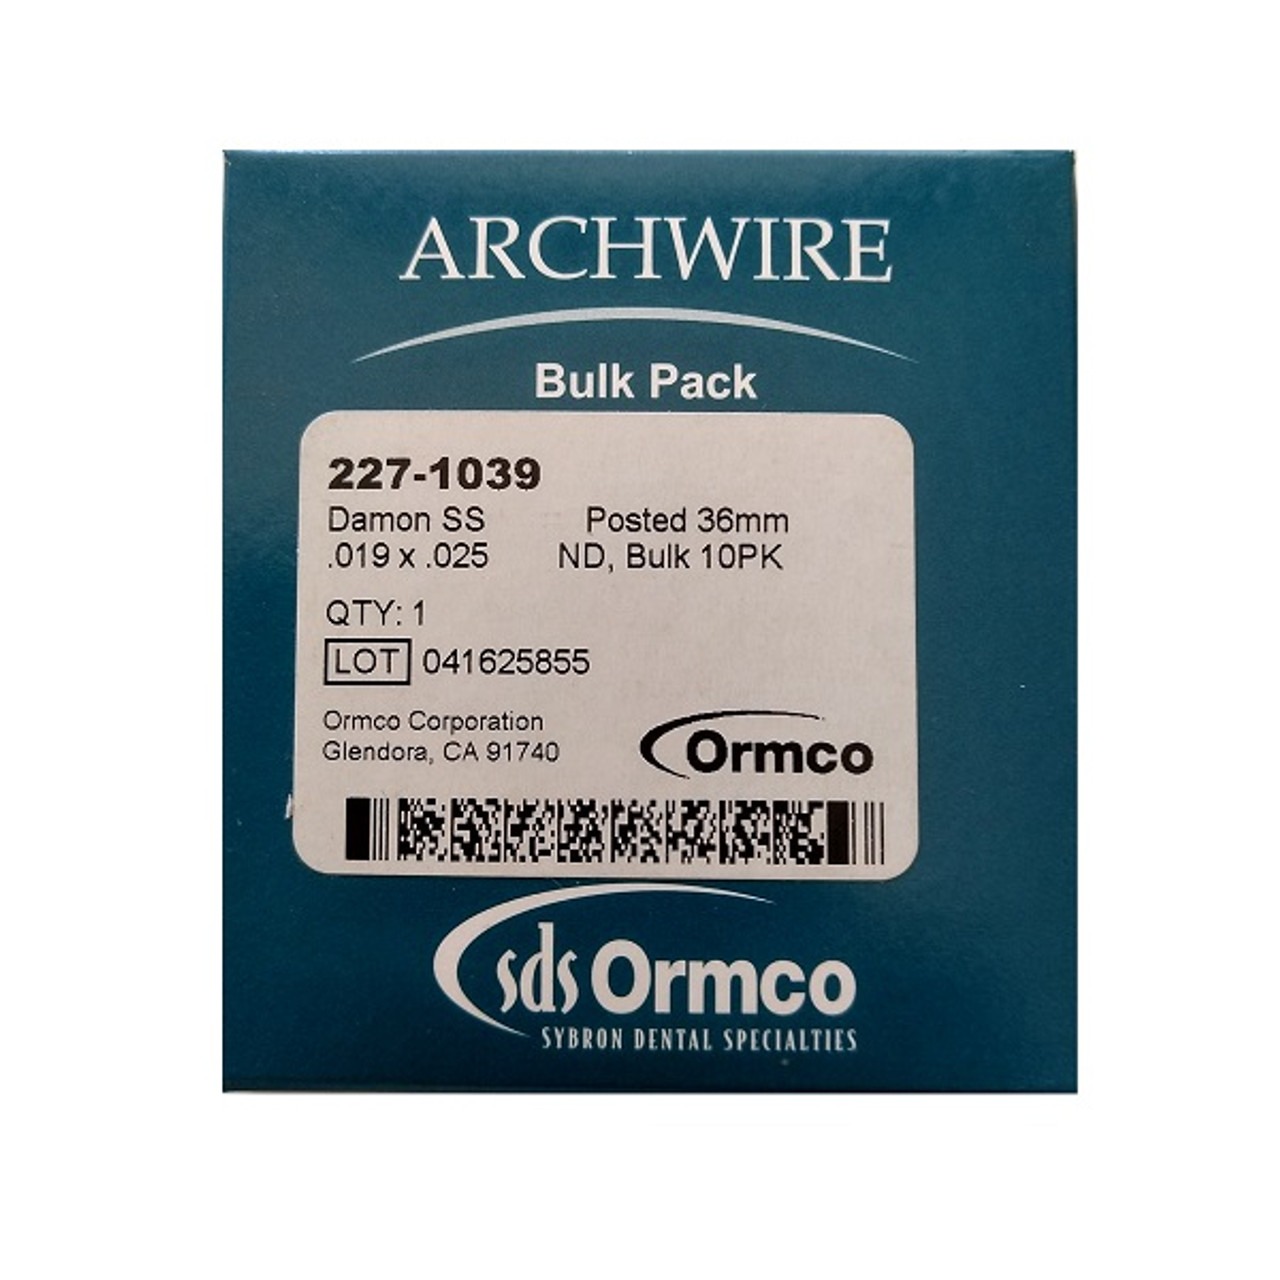 ARCHWIRE
Bulk Pack
227-1039
Damon SS Posted 36mm
.019 x .025 ND, Bulk 10PK
QTY: 1
LOT 041625855
Ormco Corporation
Glendora, CA 91740
Ormco
sds Ormco
SYBRON DENTAL SPECIALTIES